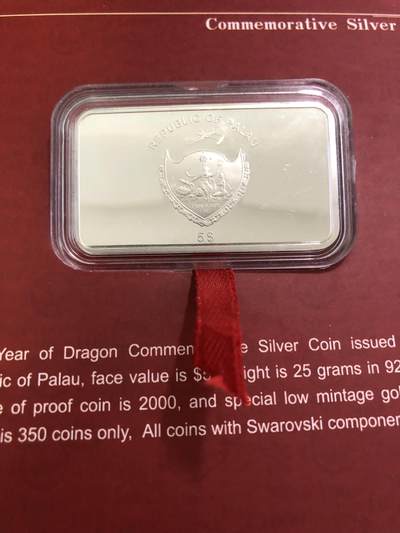 Commemorative Silver
REPUBLIC OF PALAU
5$
Year of Dragon Commen e Silver Coin issued
ic of Palau, face value is $5 ight is 25 grams in 92
e of proof coin is 2000, and special low mintage gol
is 350 coins only, All coins with Swarovski componen